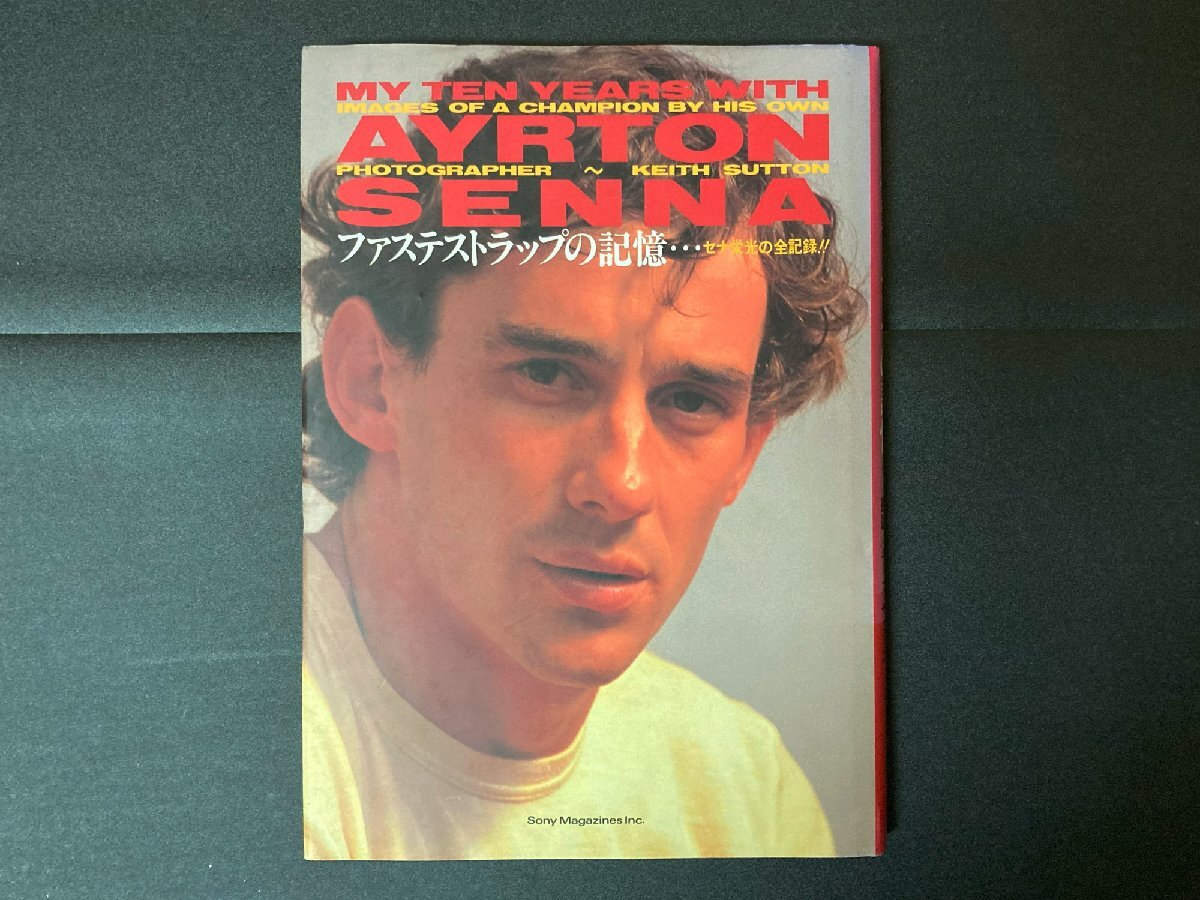 MY TEN YEARS WITH
IMAGES OF A CHAMPION BY HIS OWN
AYRTON
PHOTOGRAPHER ～ KEITH SUTTON
SENNA
ファステストラップの記憶・・・セナ栄光の全記録!!
Sony Magazines Inc.